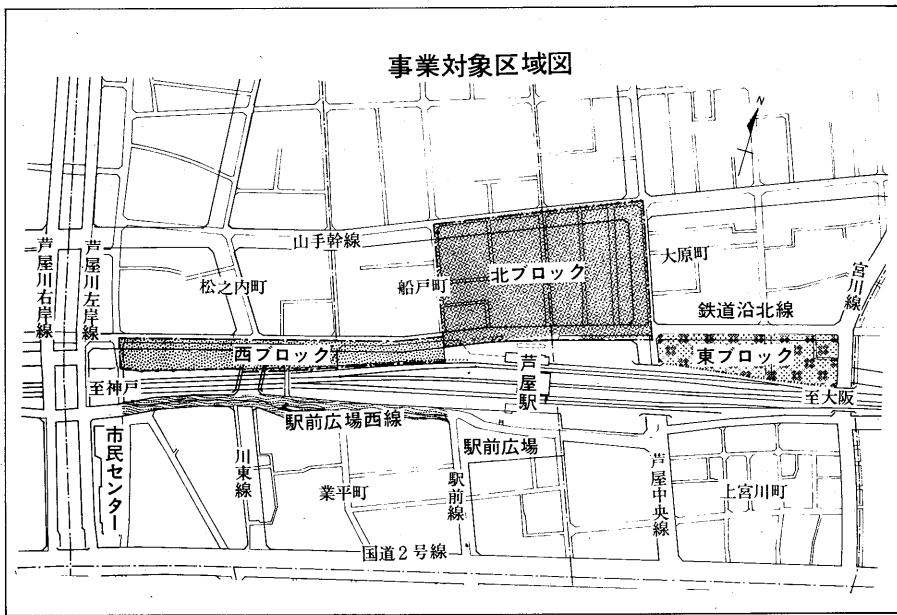 事業対象区域図
N
山手幹線
芦屋川右岸線
芦屋川左岸線
松之内町
船戸町
北ブロック
大原町
宮川線
鉄道沿北線
西ブロック
東ブロック
芦屋駅
至神戸
至大阪
駅前広場西線
駅前広場
市民センター
川東線
業平町
駅前線
芦屋中央線
上宮川町
国道2号線